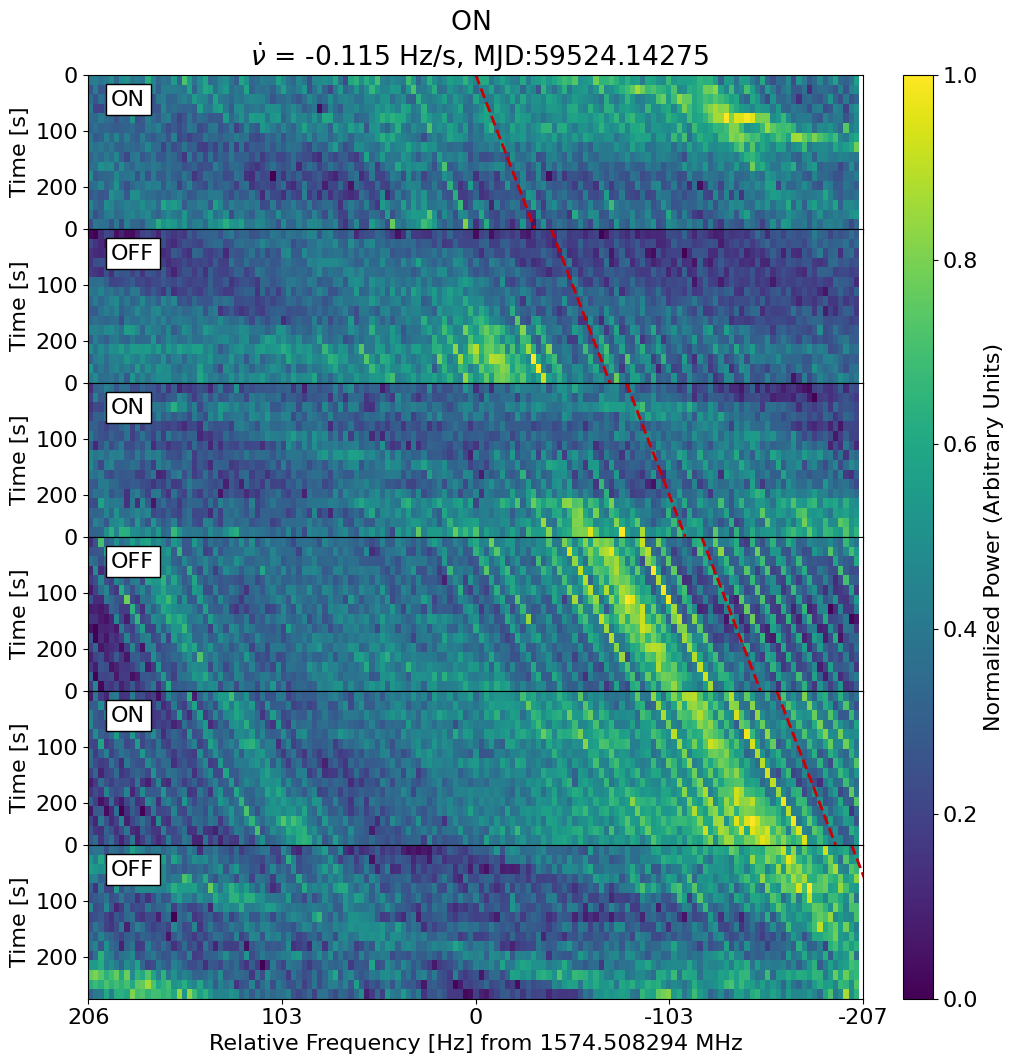 ON
ν̇ = -0.115 Hz/s, MJD:59524.14275
0
ON
100
200
Time [s]
0
OFF
100
200
Time [s]
0
ON
100
200
Time [s]
0
OFF
100
200
Time [s]
0
ON
100
200
Time [s]
0
OFF
100
200
Time [s]
206 103 0 -103 -207
Relative Frequency [Hz] from 1574.508294 MHz
1.0
0.8
0.6
0.4
0.2
0.0
Normalized Power (Arbitrary Units)